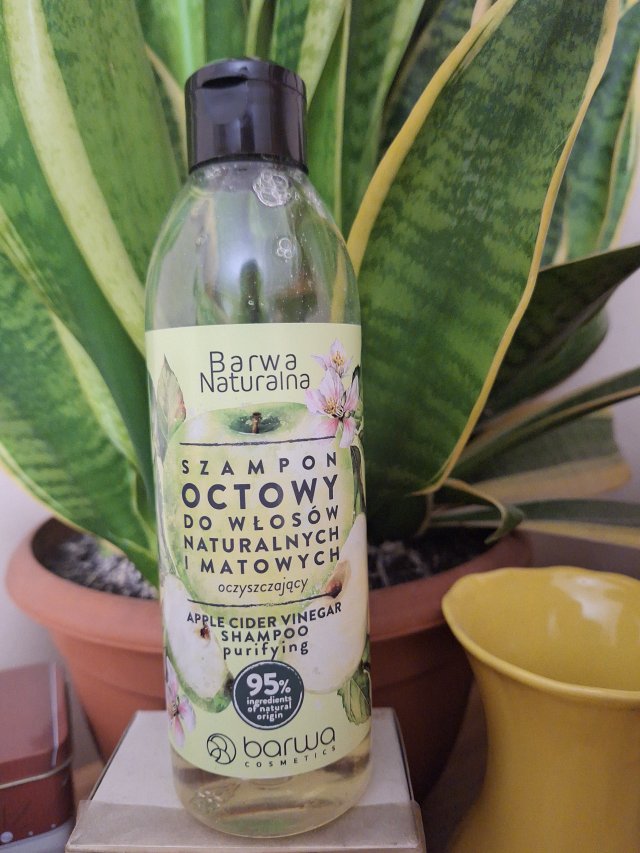 Barwa
Naturalna
SZAMPON
OCTOWY
DO WŁOSÓW
NATURALNYCH
I MATOWYCH
oczyszczający
APPLE CIDER VINEGAR
SHAMPOO
purifying
95%
ingredients
of natural
origin
barwa
COSMETICS